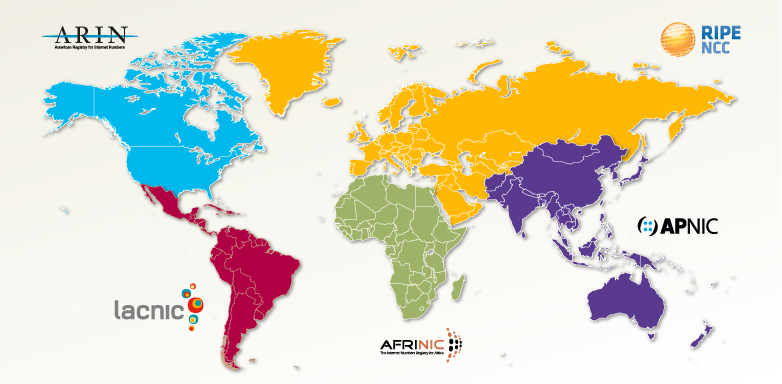 ARIN
American Registry for Internet Numbers
RIPE
NCC
APNIC
lacnic
AFRINIC
The Internet Numbers Registry for Africa